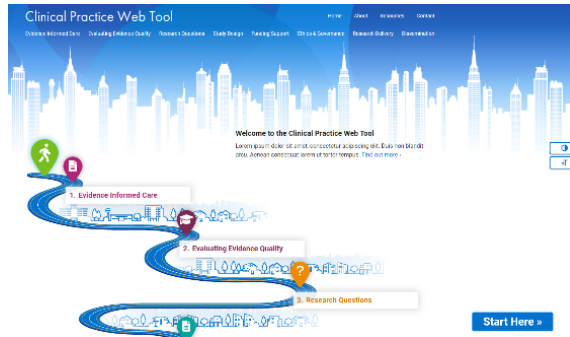 Clinical Practice Web Tool
Home About Resources Contact
Evidence Informed Care Evaluating Evidence Quality Research Questions Study Design Funding Support Ethics & Governance Research Delivery Dissemination
Welcome to the Clinical Practice Web Tool
Lorem ipsum dolor sit amet, consectetur adipiscing elit. Duis non blandit
arcu. Aenean consequat lorem ut tortor tempus. Find out more ›
1. Evidence Informed Care
2. Evaluating Evidence Quality
?
3. Research Questions
Start Here »